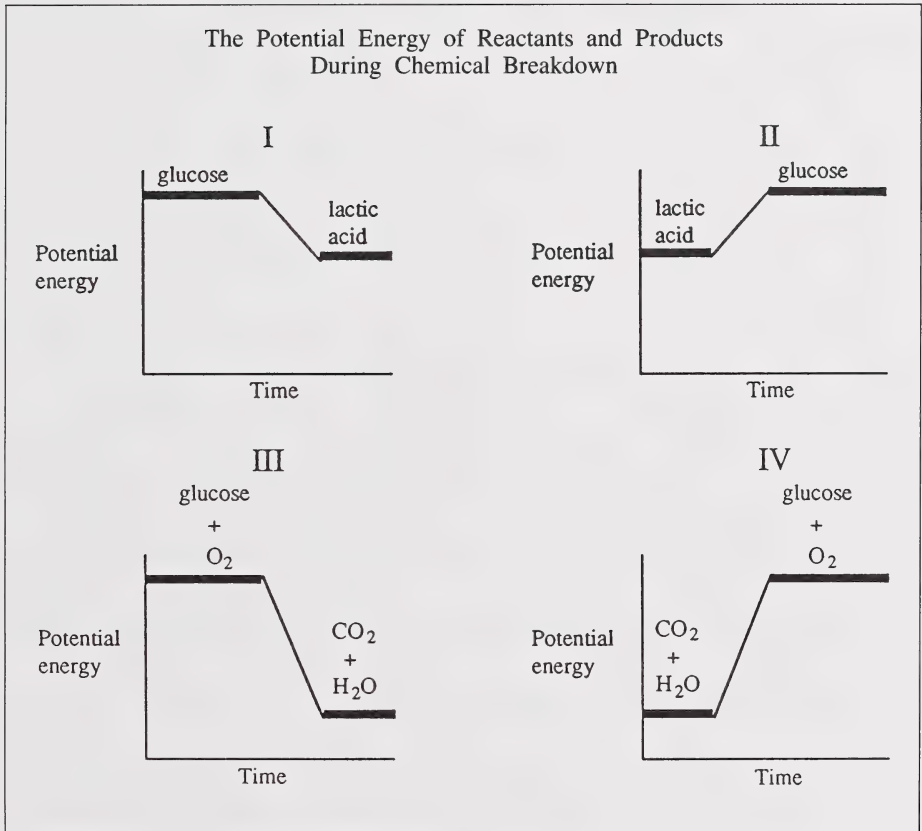 The Potential Energy of Reactants and Products
During Chemical Breakdown
I
glucose
lactic
acid
Potential
energy
Time
II
glucose
lactic
acid
Potential
energy
Time
III
glucose
+
O₂
CO₂
+
H₂O
Potential
energy
Time
IV
glucose
+
O₂
CO₂
+
H₂O
Potential
energy
Time